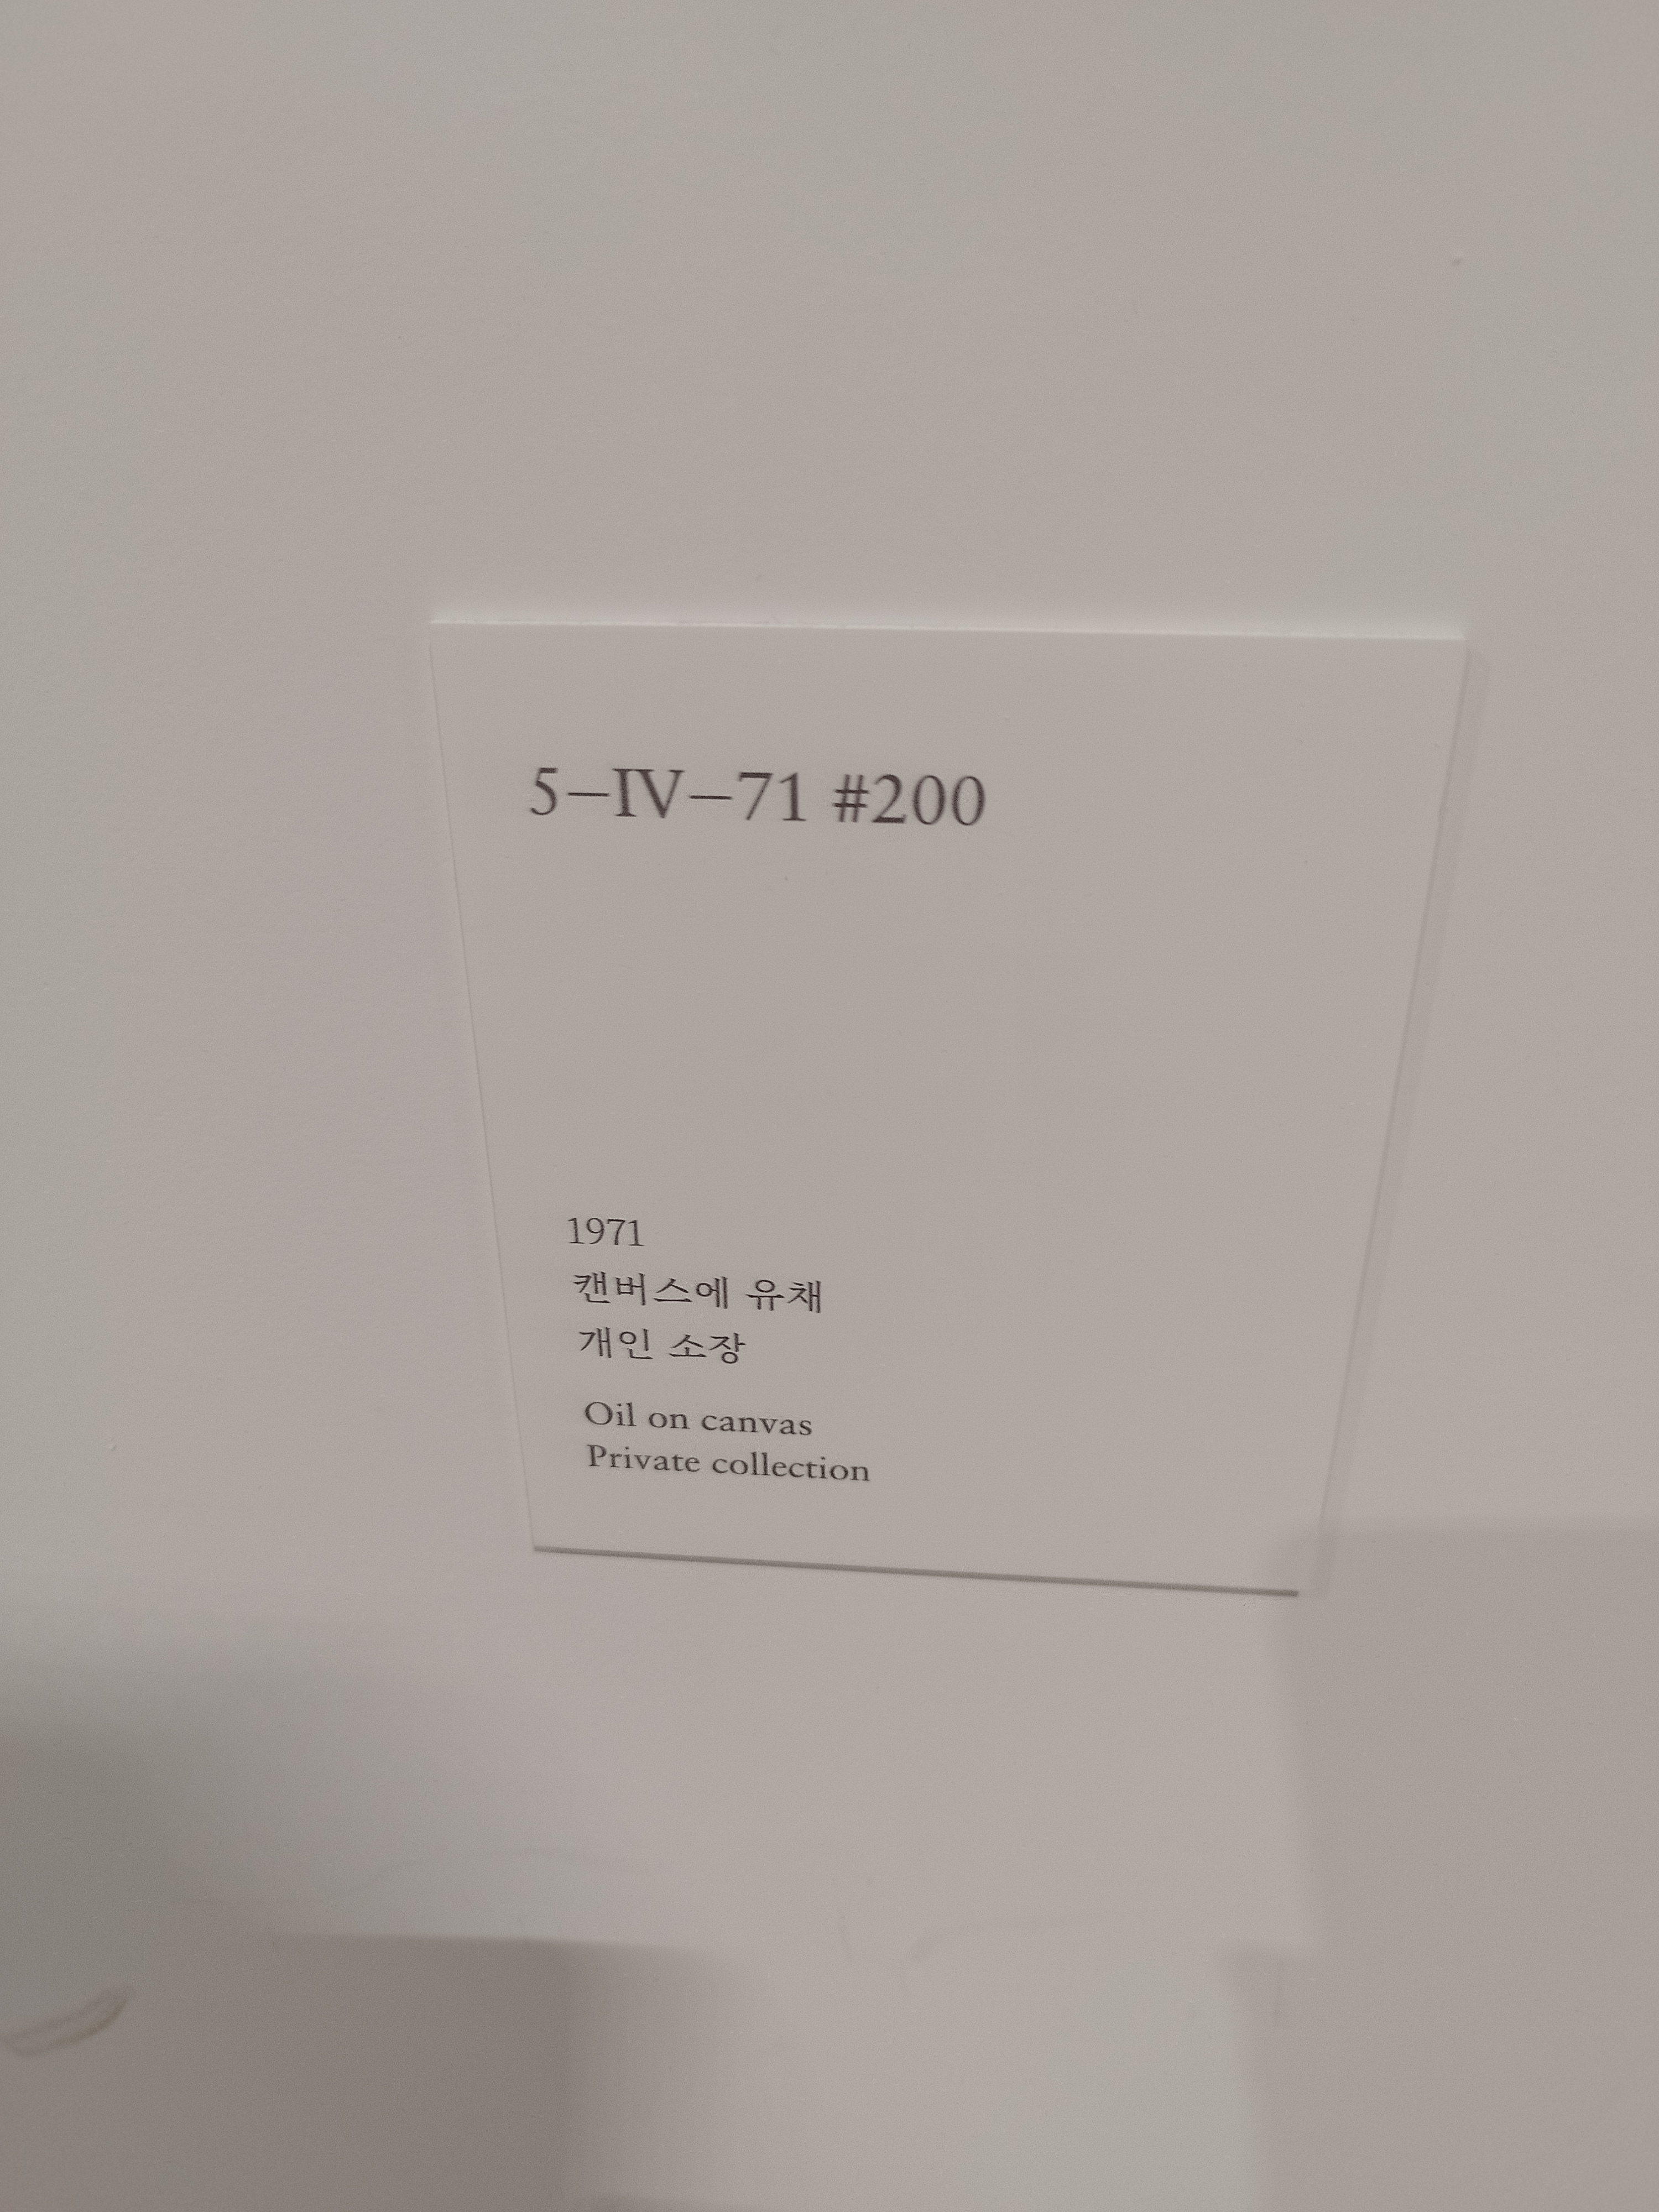 5–IV–71 #200
1971
캔버스에 유채
개인 소장
Oil on canvas
Private collection